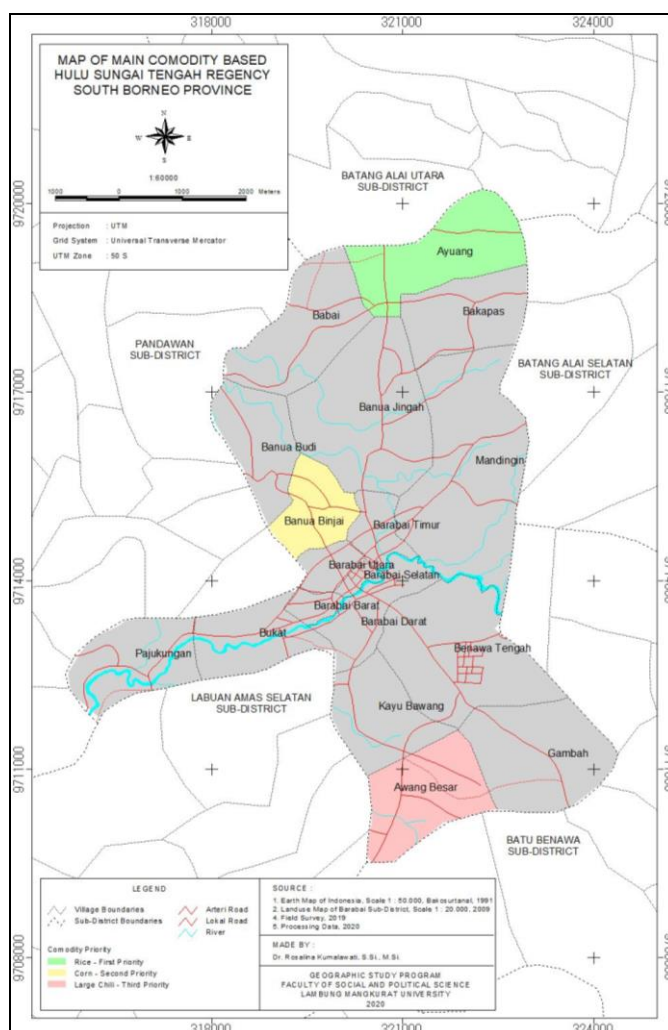 318000 321000 324000
MAP OF MAIN COMODITY BASED
HULU SUNGAI TENGAH REGENCY
SOUTH BORNEO PROVINCE
N
W E
S
1:60000
1000 0 1000 2000 Meters
Projection : UTM
Grid System : Universal Transverse Mercator
UTM Zone : 50 S
BATANG ALAI UTARA
SUB-DISTRICT
9720000 9720000
Ayuang
Babai
Bakapas
PANDAWAN
SUB-DISTRICT
BATANG ALAI SELATAN
SUB-DISTRICT
9717000 9717000
Banua Jingah
Banua Budi
Mandingin
Banua Binjai
Barabai Timur
Barabai Utara
Barabai Selatan
9714000 9714000
Barabai Barat
Barabai Darat
Bukat
Pajukungan
Benawa Tengah
LABUAN AMAS SELATAN
SUB-DISTRICT
Kayu Bawang
Gambah
9711000 9711000
Awang Besar
BATU BENAWA
SUB-DISTRICT
LEGEND
Village Boundaries
Sub-District Boundaries
Arteri Road
Lokal Road
River
Comodity Priority
Rice - First Priority
Corn - Second Priority
Large Chili - Third Priority
SOURCE :
1. Earth Map of Indonesia, Scale 1 : 50.000, Bakosurtanal, 1991
2. Landuse Map of Barabai Sub-District, Scale 1 : 20.000, 2009
4. Field Survey, 2019
5. Processing Data, 2020
MADE BY :
Dr. Rosalina Kumalawati, S.Si., M.Si.
GEOGRAPHIC STUDY PROGRAM
FACULTY OF SOCIAL AND POLITICAL SCIENCE
LAMBUNG MANGKURAT UNIVERSITY
2020
9708000 9708000
318000 321000 324000